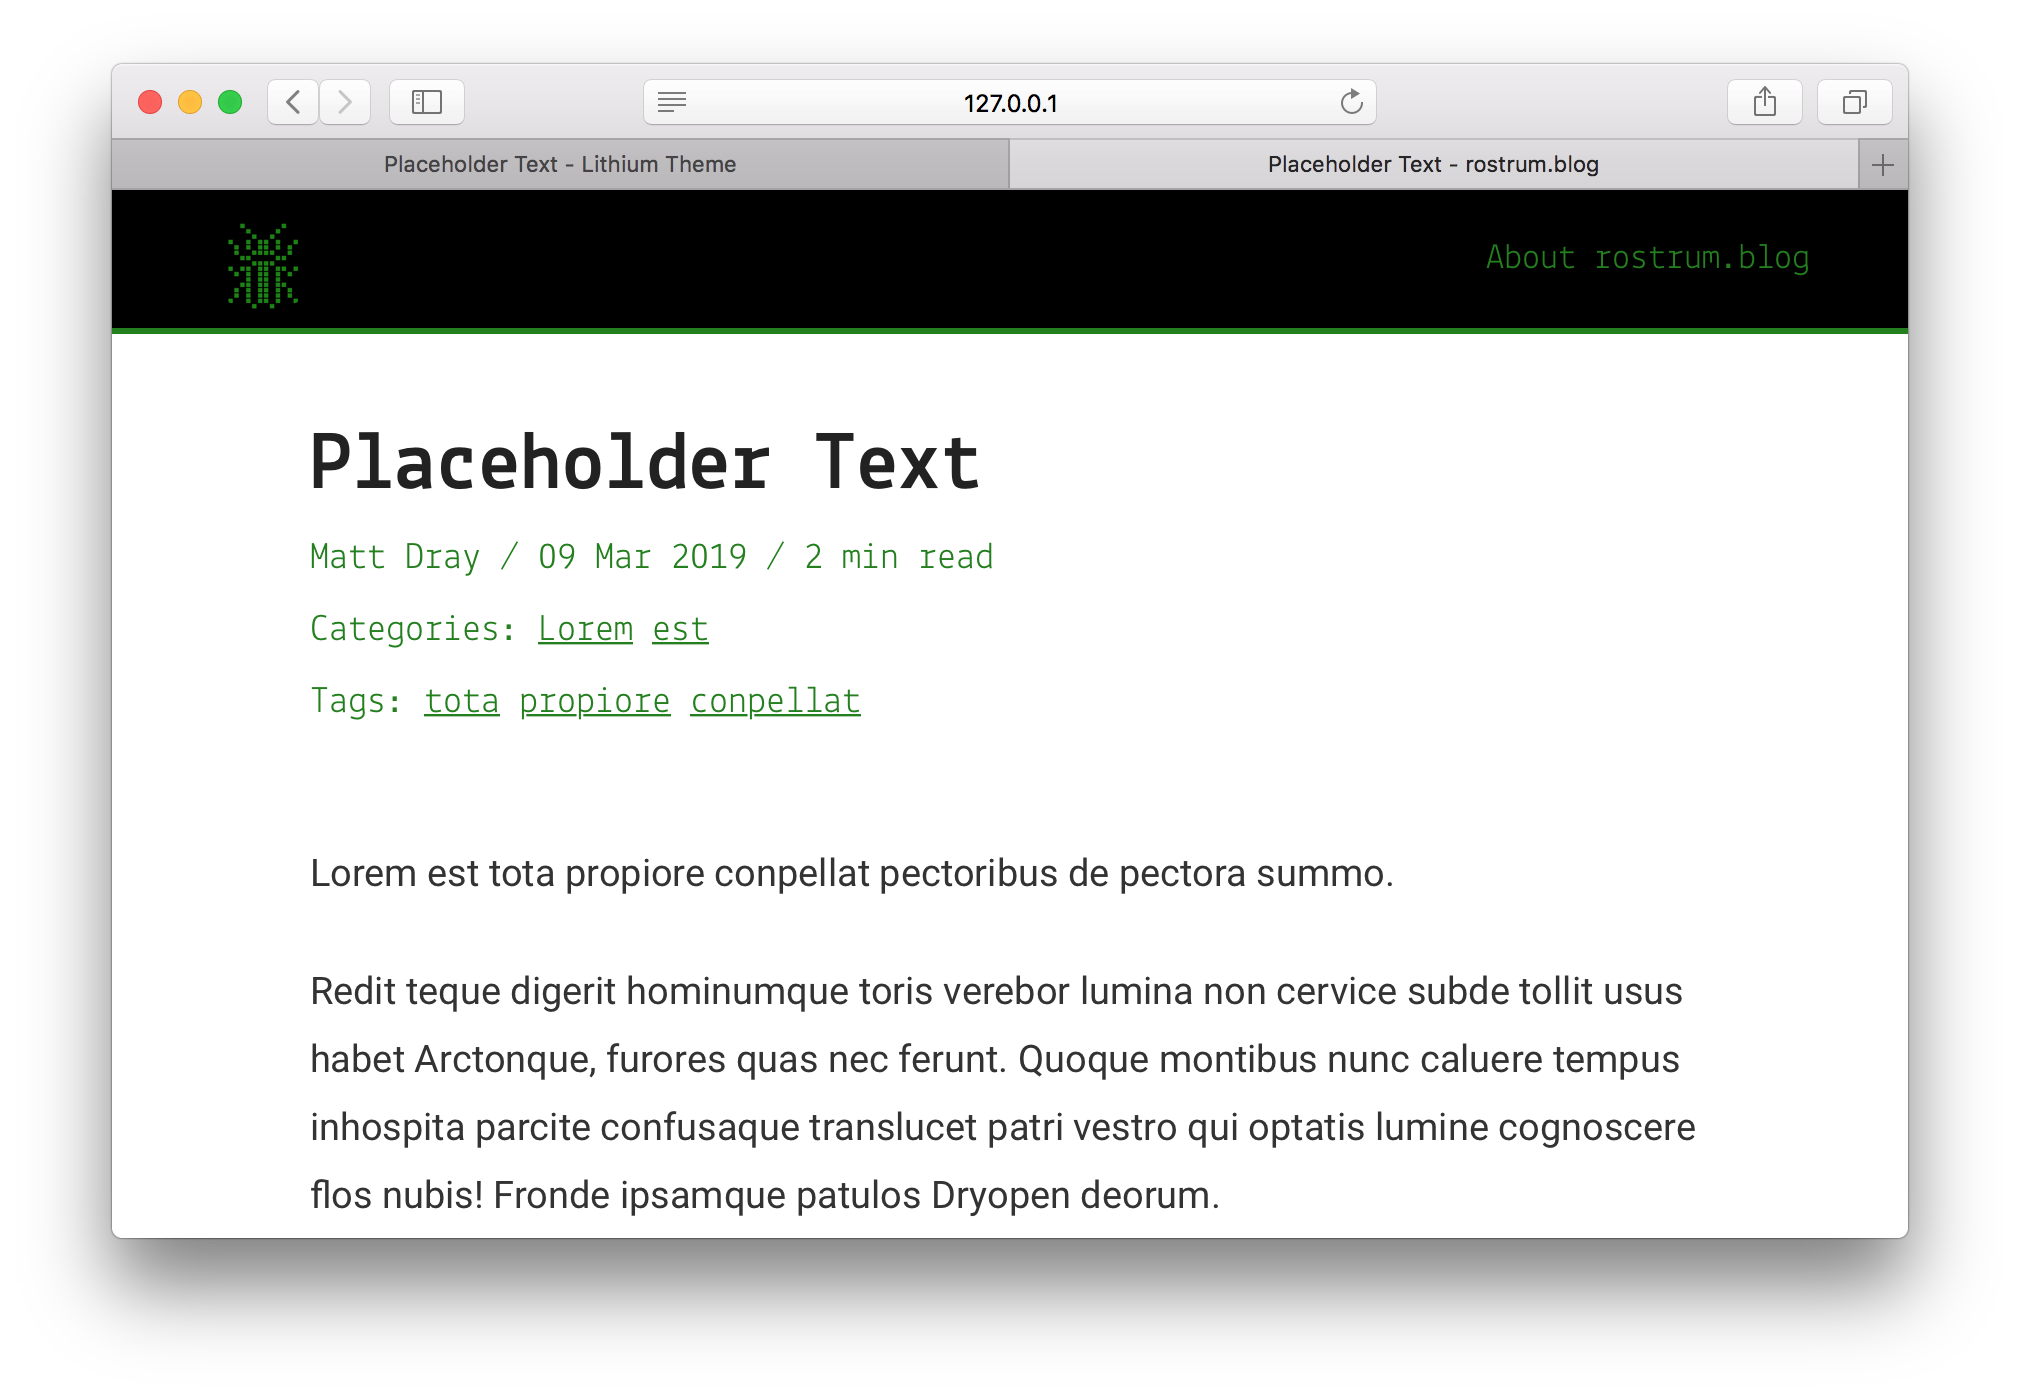 127.0.0.1
Placeholder Text - Lithium Theme
Placeholder Text - rostrum.blog
About rostrum.blog
Placeholder Text
Matt Dray / 09 Mar 2019 / 2 min read
Categories: Lorem est
Tags: tota propiore conpellat
Lorem est tota propiore conpellat pectoribus de pectora summo.
Redit teque digerit hominumque toris verebor lumina non cervice subde tollit usus
habet Arctonque, furores quas nec ferunt. Quoque montibus nunc caluere tempus
inhospita parcite confusaque translucet patri vestro qui optatis lumine cognoscere
flos nubis! Fronde ipsamque patulos Dryopen deorum.